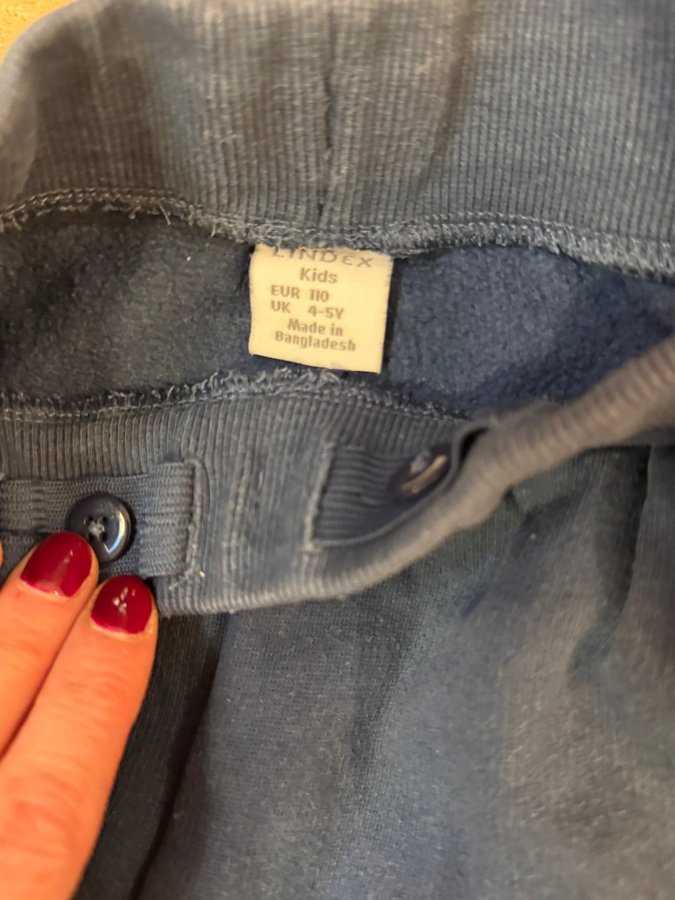 LINDEX
Kids
EUR 110
UK 4-5Y
Made in
Bangladesh